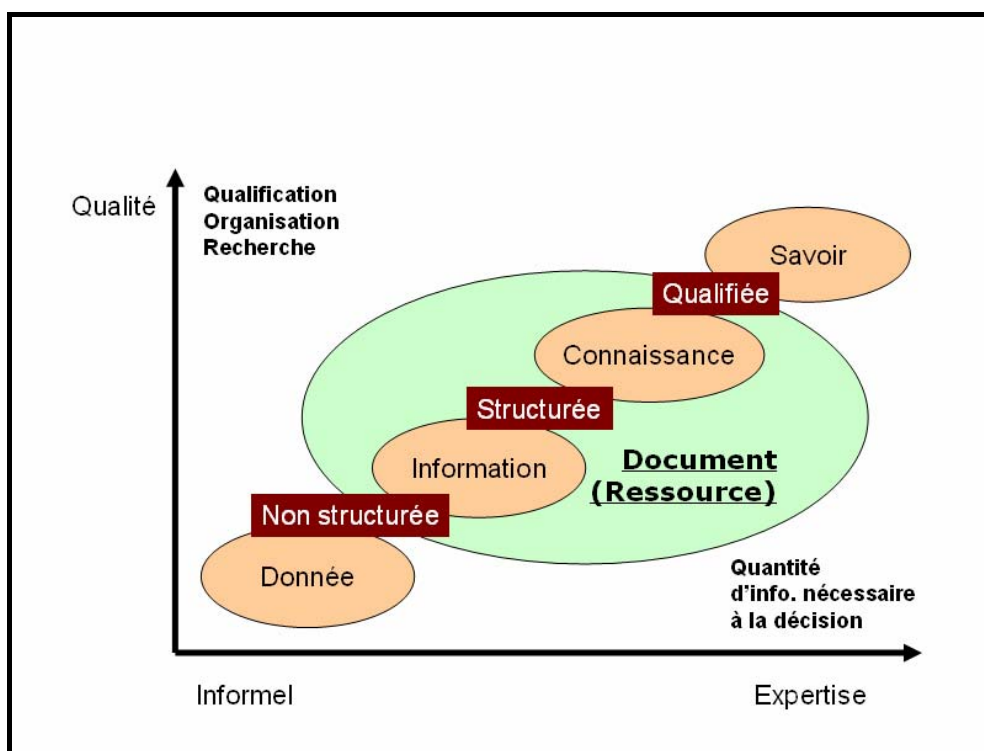 Qualité
Qualification
Organisation
Recherche
Savoir
Qualifiée
Connaissance
Structurée
Information
Document
(Ressource)
Non structurée
Donnée
Quantité
d'info. nécessaire
à la décision
Informel
Expertise